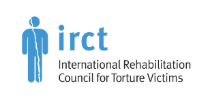 irct
International Rehabilitation
Council for Torture Victims